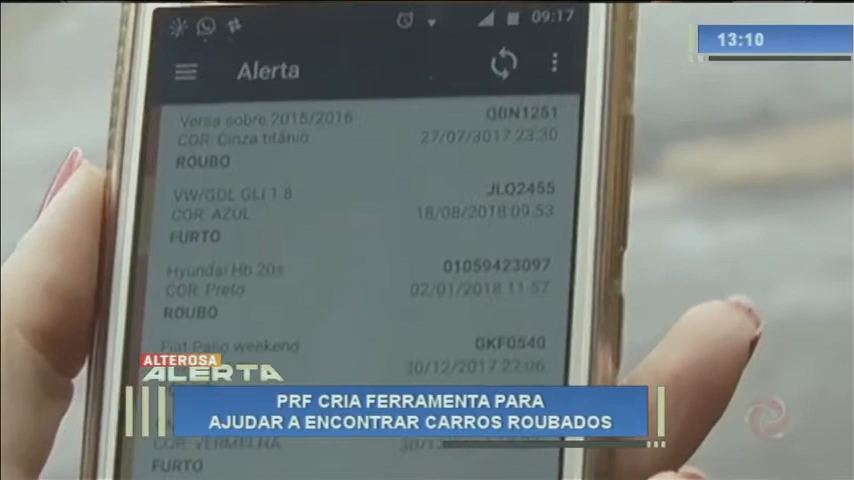 09:17
13:10
Alerta
Versa sobre 2015/2016 QBN1251
COR: Cinza titânio 27/07/3017 23:30
ROUBO
VW/GOL GLI 1 8 JLQ2455
COR: AZUL 18/08/2018 09:53
FURTO
Hyundai Hb 20s 01059423097
COR: Preto 02/01/2018 11:57
ROUBO
Fiat Palio weekend GKF0540
30/12/2017 22:06
ALTEROSA
ALERTA
PRF CRIA FERRAMENTA PARA
AJUDAR A ENCONTRAR CARROS ROUBADOS
COR: VERMELHA
FURTO